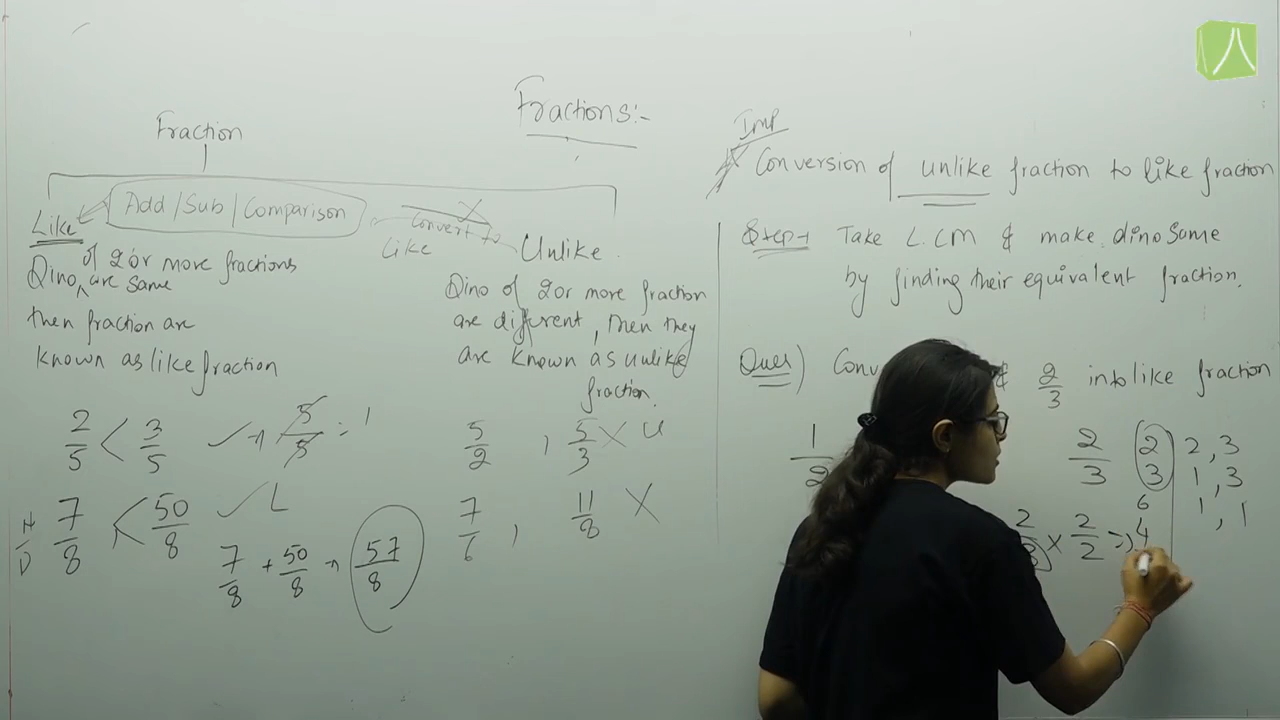 Fractions:-
Fraction
Add/Sub/Comparison
Convert to
Like
Like
of 2 or more fractions
Dino are same
then fraction are
known as like fraction
2/5 < 3/5 ✓ → 5/5 = 1
7/8 < 50/8 ✓ L
N/D
7/8 + 50/8 → 57/8
Unlike
Dino of 2 or more fraction
are different, then they
are known as unlike
fraction.
5/2 , 5/3 X u
7/6 , 11/8 X
Imp
Conversion of unlike fraction to like fraction
Step→ Take L.CM & make dino same
by finding their equivalent fraction.
Ques) Conv & 2/3 into like fraction
1/2
2/3
2 2, 3
3 1, 3
6 1, 1
2 × 2/2 => 4